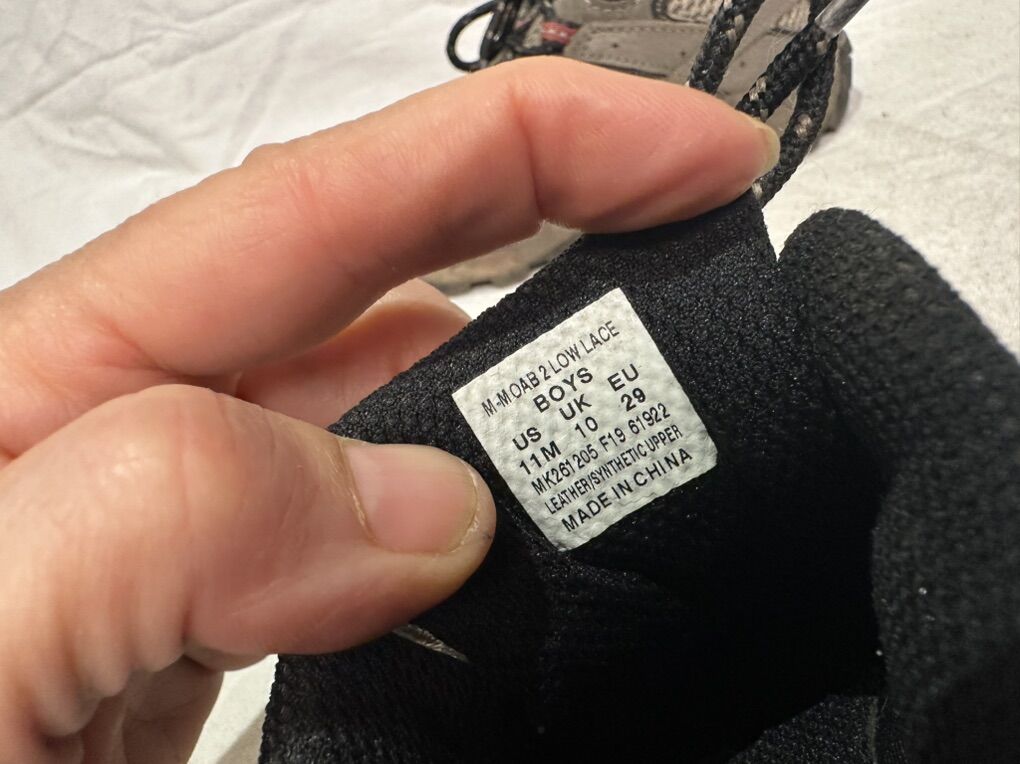 M-MOAB 2 LOW LACE
BOYS
US UK EU
11M 10 29
MK261205 F19 61922
LEATHER/SYNTHETIC UPPER
MADE IN CHINA